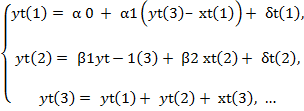 yt(1) = α 0 + α1(yt(3)– xt(1)) + δt(1),
yt(2) = β1yt – 1(3) + β2 xt(2) + δt(2),
yt(3) = yt(1) + yt(2) + xt(3), ...